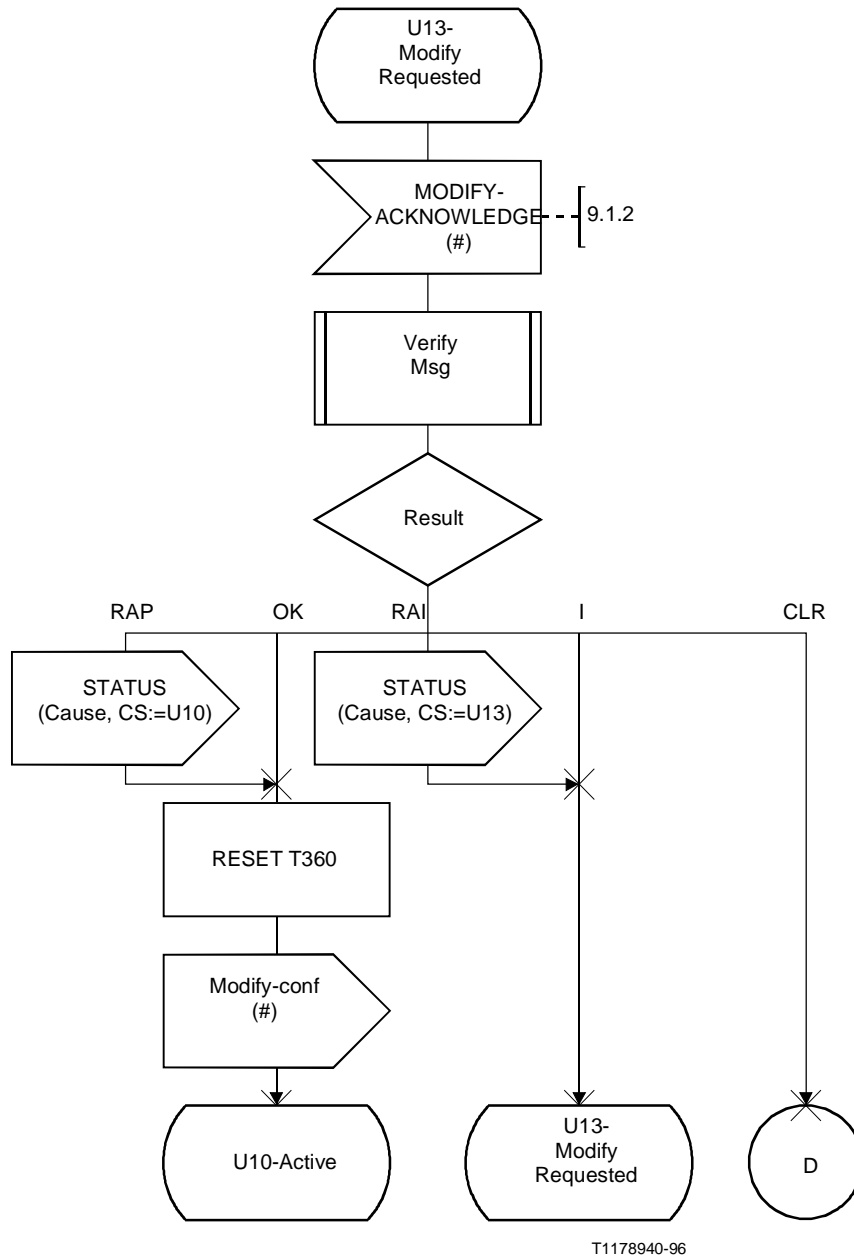 U13-
Modify
Requested
MODIFY-
ACKNOWLEDGE
(#)
9.1.2
Verify
Msg
Result
RAP OK RAI I CLR
STATUS
(Cause, CS:=U10)
STATUS
(Cause, CS:=U13)
RESET T360
Modify-conf
(#)
U10-Active
U13-
Modify
Requested
D
T1178940-96